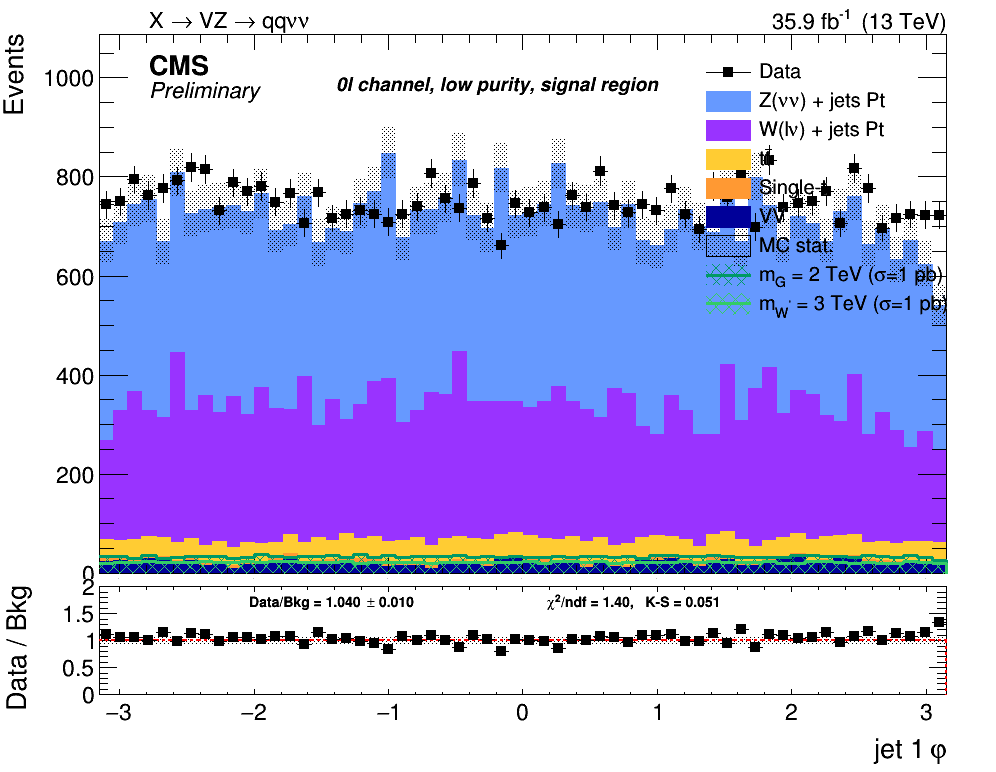 X → VZ → qqνν
35.9 fb-1 (13 TeV)
Events
CMS
Preliminary
0l channel, low purity, signal region
Data
Z(νν) + jets Pt
W(lν) + jets Pt
Single-t
VV
MC stat.
mG = 2 TeV (σ=1 pb)
mW' = 3 TeV (σ=1 pb)
1000
800
600
400
200
0
Data / Bkg
Data/Bkg = 1.040 ± 0.010
χ2/ndf = 1.40, K-S = 0.051
2
1.5
1
0.5
0
−3 −2 −1 0 1 2 3
jet 1 φ